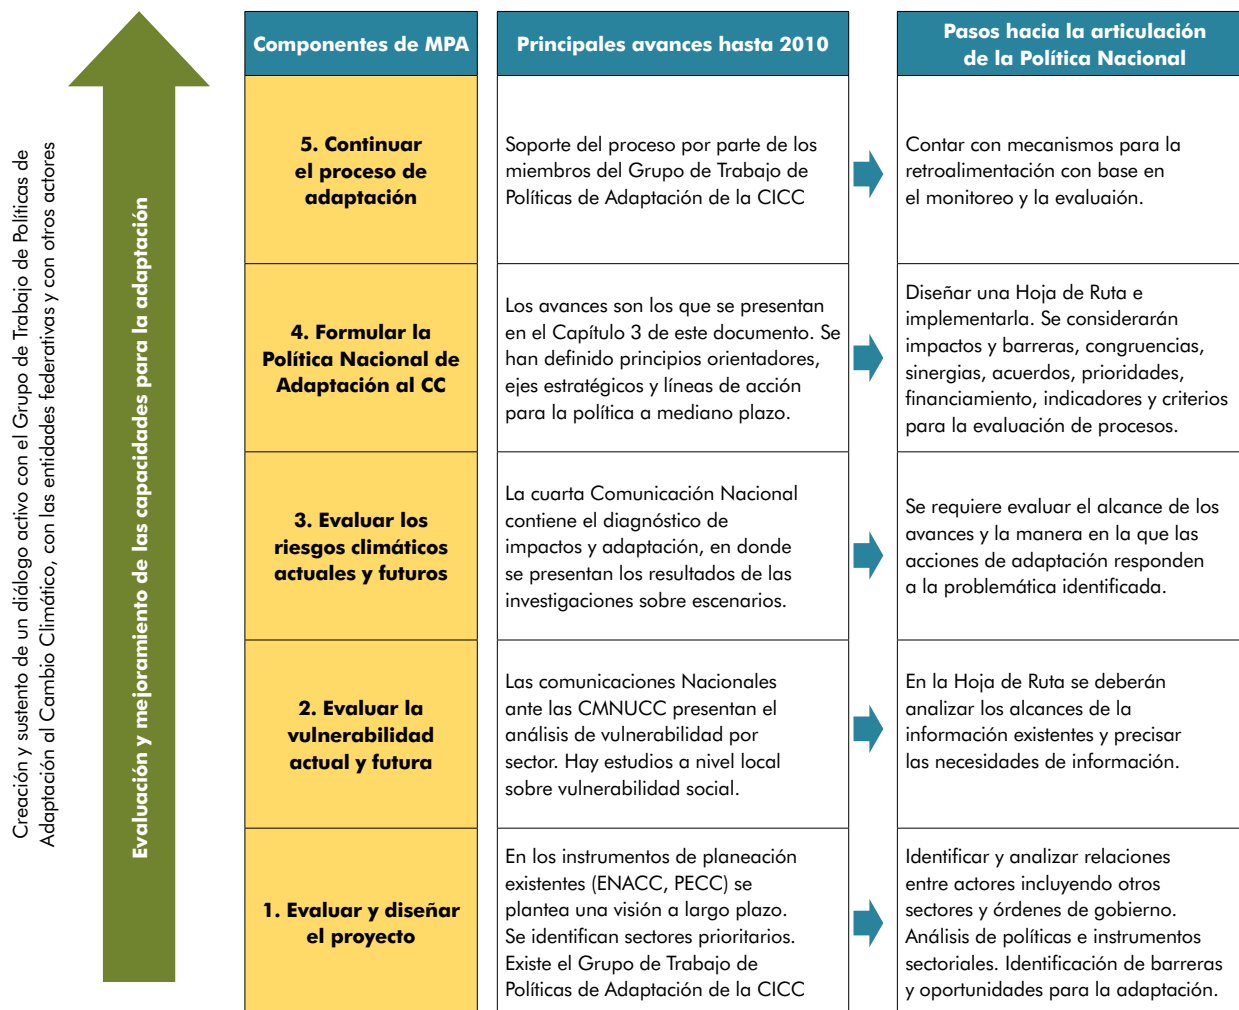 Creación y sustento de un diálogo activo con el Grupo de Trabajo de Políticas de
Adaptación al Cambio Climático, con las entidades federativas y con otros actores
Evaluación y mejoramiento de las capacidades para la adaptación
Componentes de MPA
Principales avances hasta 2010
Pasos hacia la articulación
de la Política Nacional
5. Continuar
el proceso de
adaptación
Soporte del proceso por parte de los
miembros del Grupo de Trabajo de
Políticas de Adaptación de la CICC
Contar con mecanismos para la
retroalimentación con base en
el monitoreo y la evaluaión.
4. Formular la
Política Nacional de
Adaptación al CC
Los avances son los que se presentan
en el Capítulo 3 de este documento. Se
han definido principios orientadores,
ejes estratégicos y líneas de acción
para la política a mediano plazo.
Diseñar una Hoja de Ruta e
implementarla. Se considerarán
impactos y barreras, congruencias,
sinergias, acuerdos, prioridades,
financiamiento, indicadores y criterios
para la evaluación de procesos.
3. Evaluar los
riesgos climáticos
actuales y futuros
La cuarta Comunicación Nacional
contiene el diagnóstico de
impactos y adaptación, en donde
se presentan los resultados de las
investigaciones sobre escenarios.
Se requiere evaluar el alcance de los
avances y la manera en la que las
acciones de adaptación responden
a la problemática identificada.
2. Evaluar la
vulnerabilidad
actual y futura
Las comunicaciones Nacionales
ante las CMNUCC presentan el
análisis de vulnerabilidad por
sector. Hay estudios a nivel local
sobre vulnerabilidad social.
En la Hoja de Ruta se deberán
analizar los alcances de la
información existentes y precisar
las necesidades de información.
1. Evaluar y diseñar
el proyecto
En los instrumentos de planeación
existentes (ENACC, PECC) se
plantea una visión a largo plazo.
Se identifican sectores prioritarios.
Existe el Grupo de Trabajo de
Políticas de Adaptación de la CICC
Identificar y analizar relaciones
entre actores incluyendo otros
sectores y órdenes de gobierno.
Análisis de políticas e instrumentos
sectoriales. Identificación de barreras
y oportunidades para la adaptación.